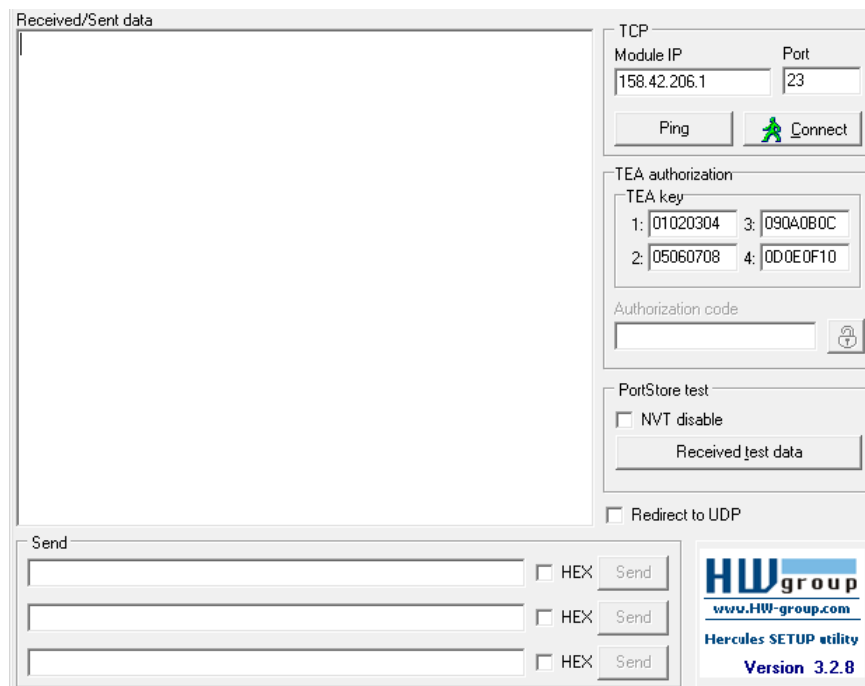 Received/Sent data
TCP
Module IP Port
158.42.206.1 23
Ping Connect
TEA authorization
TEA key
1: 01020304 3: 090A0B0C
2: 05060708 4: 0D0E0F10
Authorization code
PortStore test
NVT disable
Received test data
Redirect to UDP
Send
HEX Send
HEX Send
HEX Send
HW group
www.HW-group.com
Hercules SETUP utility
Version 3.2.8